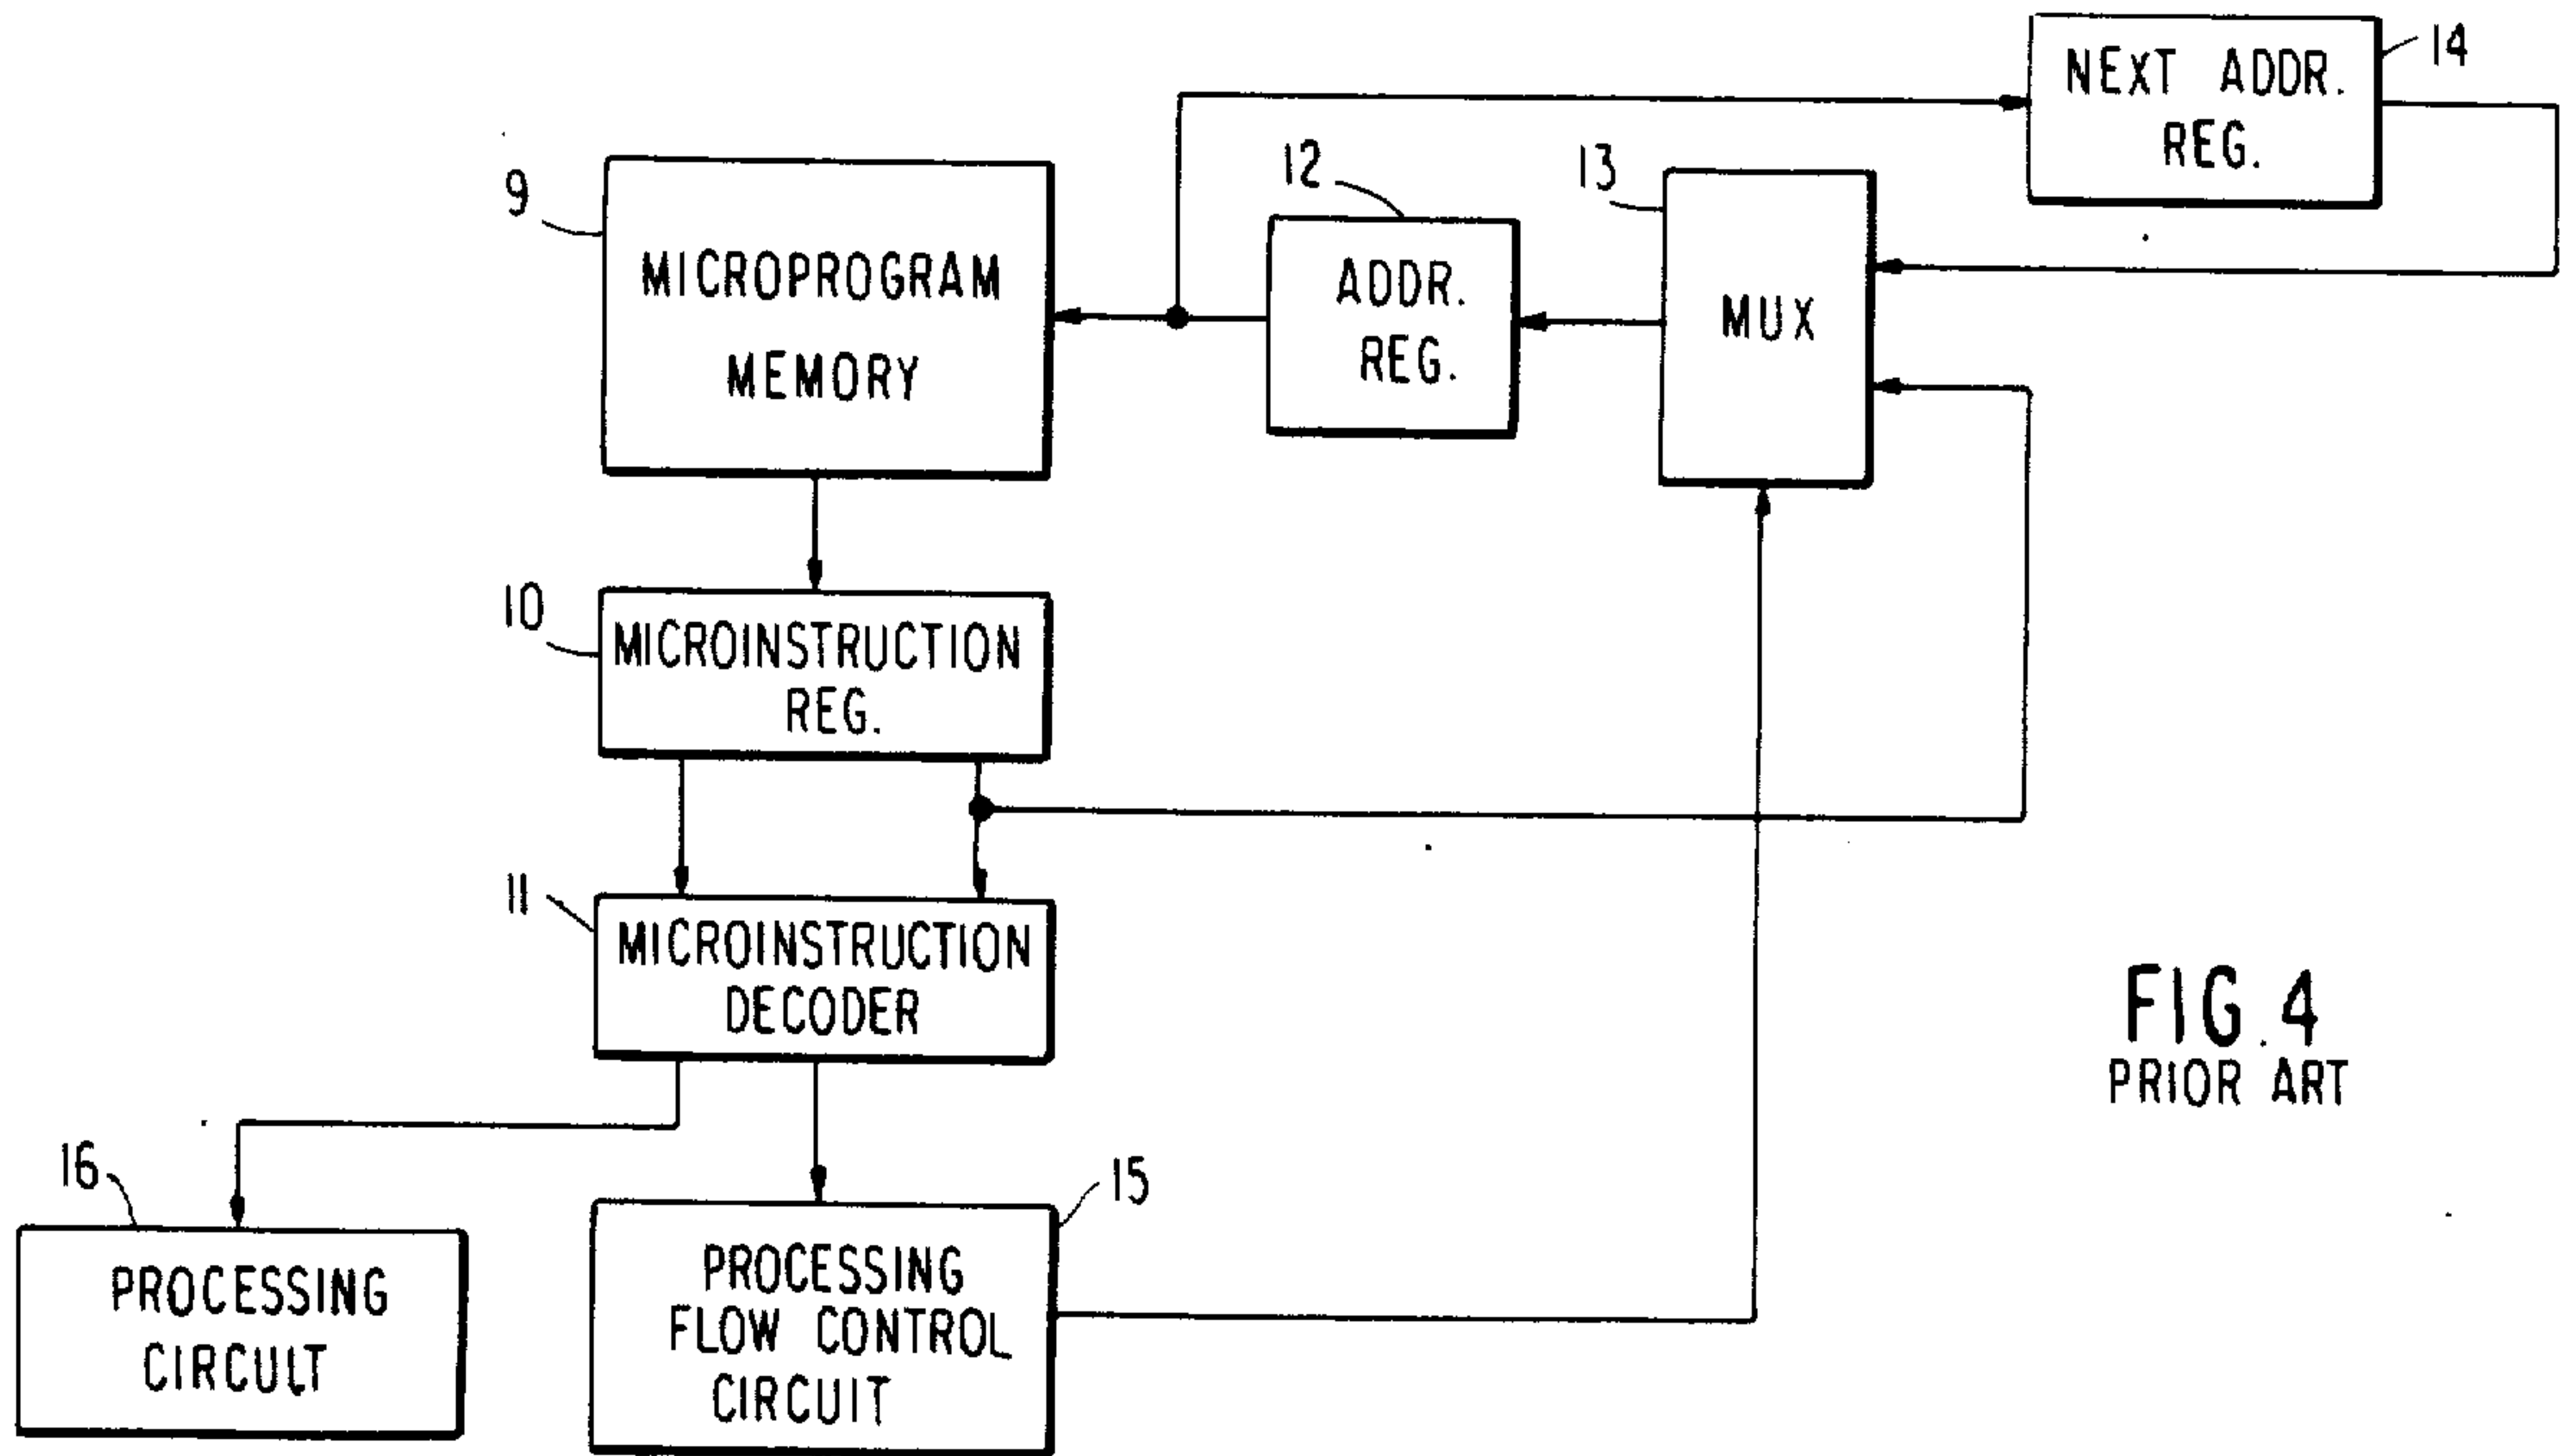 14
NEXT ADDR.
REG.
9
MICROPROGRAM
MEMORY
12
ADDR.
REG.
13
MUX
10
MICROINSTRUCTION
REG.
11
MICROINSTRUCTION
DECODER
16
PROCESSING
CIRCULT
15
PROCESSING
FLOW CONTROL
CIRCUIT
FIG.4
PRIOR ART